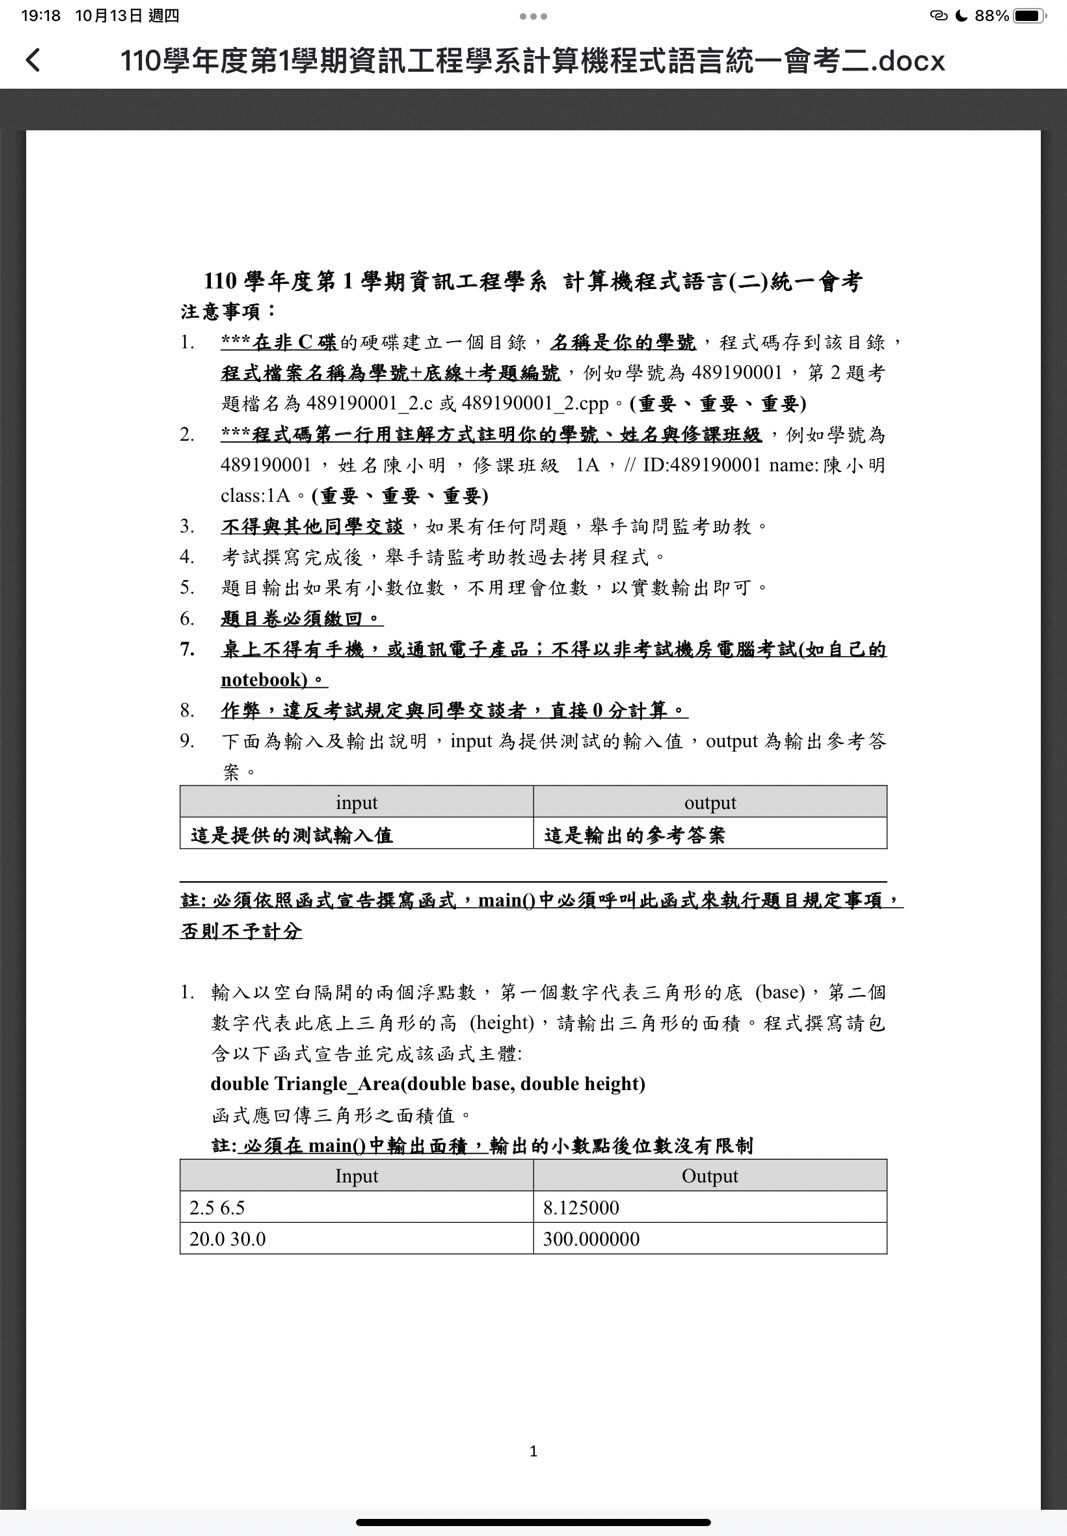 19:18 10月13日 週四
88%
110學年度第1學期資訊工程學系計算機程式語言統一會考二.docx
110 學年度第 1 學期資訊工程學系 計算機程式語言(二)統一會考
注意事項：
1. ***在非 C 碟的硬碟建立一個目錄，名稱是你的學號，程式碼存到該目錄，
程式檔案名稱為學號+底線+考題編號，例如學號為 489190001，第 2 題考
題檔名為 489190001_2.c 或 489190001_2.cpp。(重要、重要、重要)
2. ***程式碼第一行用註解方式註明你的學號、姓名與修課班級，例如學號為
489190001，姓名陳小明，修課班級 1A，// ID:489190001 name:陳小明
class:1A。(重要、重要、重要)
3. 不得與其他同學交談，如果有任何問題，舉手詢問監考助教。
4. 考試撰寫完成後，舉手請監考助教過去拷貝程式。
5. 題目輸出如果有小數位數，不用理會位數，以實數輸出即可。
6. 題目卷必須繳回。
7. 桌上不得有手機，或通訊電子產品；不得以非考試機房電腦考試(如自己的
notebook)。
8. 作弊，違反考試規定與同學交談者，直接 0 分計算。
9. 下面為輸入及輸出說明，input 為提供測試的輸入值，output 為輸出參考答
案。
input output
這是提供的測試輸入值 這是輸出的參考答案
註: 必須依照函式宣告撰寫函式，main()中必須呼叫此函式來執行題目規定事項，
否則不予計分
1. 輸入以空白隔開的兩個浮點數，第一個數字代表三角形的底 (base)，第二個
數字代表此底上三角形的高 (height)，請輸出三角形的面積。程式撰寫請包
含以下函式宣告並完成該函式主體:
double Triangle_Area(double base, double height)
函式應回傳三角形之面積值。
註: 必須在 main()中輸出面積，輸出的小數點後位數沒有限制
Input Output
2.5 6.5 8.125000
20.0 30.0 300.000000
1